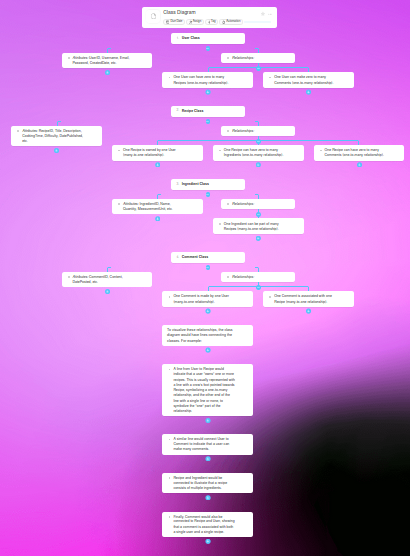 Class Diagram
User Class
Attributes: UserID, Username, Email,
Password, CreatedDate, etc.
Relationships:
One User can have zero to many
Recipes (one to many relationship).
One User can make zero to many
Comments (one to many relationship).
Recipe Class
Attributes: RecipeID, Title, Description,
CookingTime, Difficulty, DatePublished,
etc.
Relationships:
One Recipe is owned by one User
(many to one relationship).
One Recipe can have zero to many
Ingredients (one to many relationship).
One Recipe can have zero to many
Comments (one to many relationship).
Ingredient Class
Attributes: IngredientID, Name,
Quantity, MeasurementUnit, etc.
Relationships:
One Ingredient can be part of many
Recipes (many to one relationship).
Comment Class
Attributes: CommentID, Content,
DatePosted, etc.
Relationships:
One Comment is made by one User
(many to one relationship).
One Comment is associated with one
Recipe (many to one relationship).
To visualize these relationships, the class
diagram would have lines connecting the
classes. For example:
A line from User to Recipe would
indicate that a user "owns" one or more
recipes. This is usually represented with
a line with a crow's foot pointed towards
Recipe, symbolizing a one to many
relationship, and at the other end of the
line with a single line or none, to
symbolize the "one" part of the
relationship.
A similar line would connect User to
Comment to indicate that a user can
make many comments.
Recipe and Ingredient would be
connected to illustrate that a recipe
consists of multiple ingredients.
Finally, Comment would also be
connected to Recipe and User, showing
that a comment is associated with both
a single user and a single recipe.